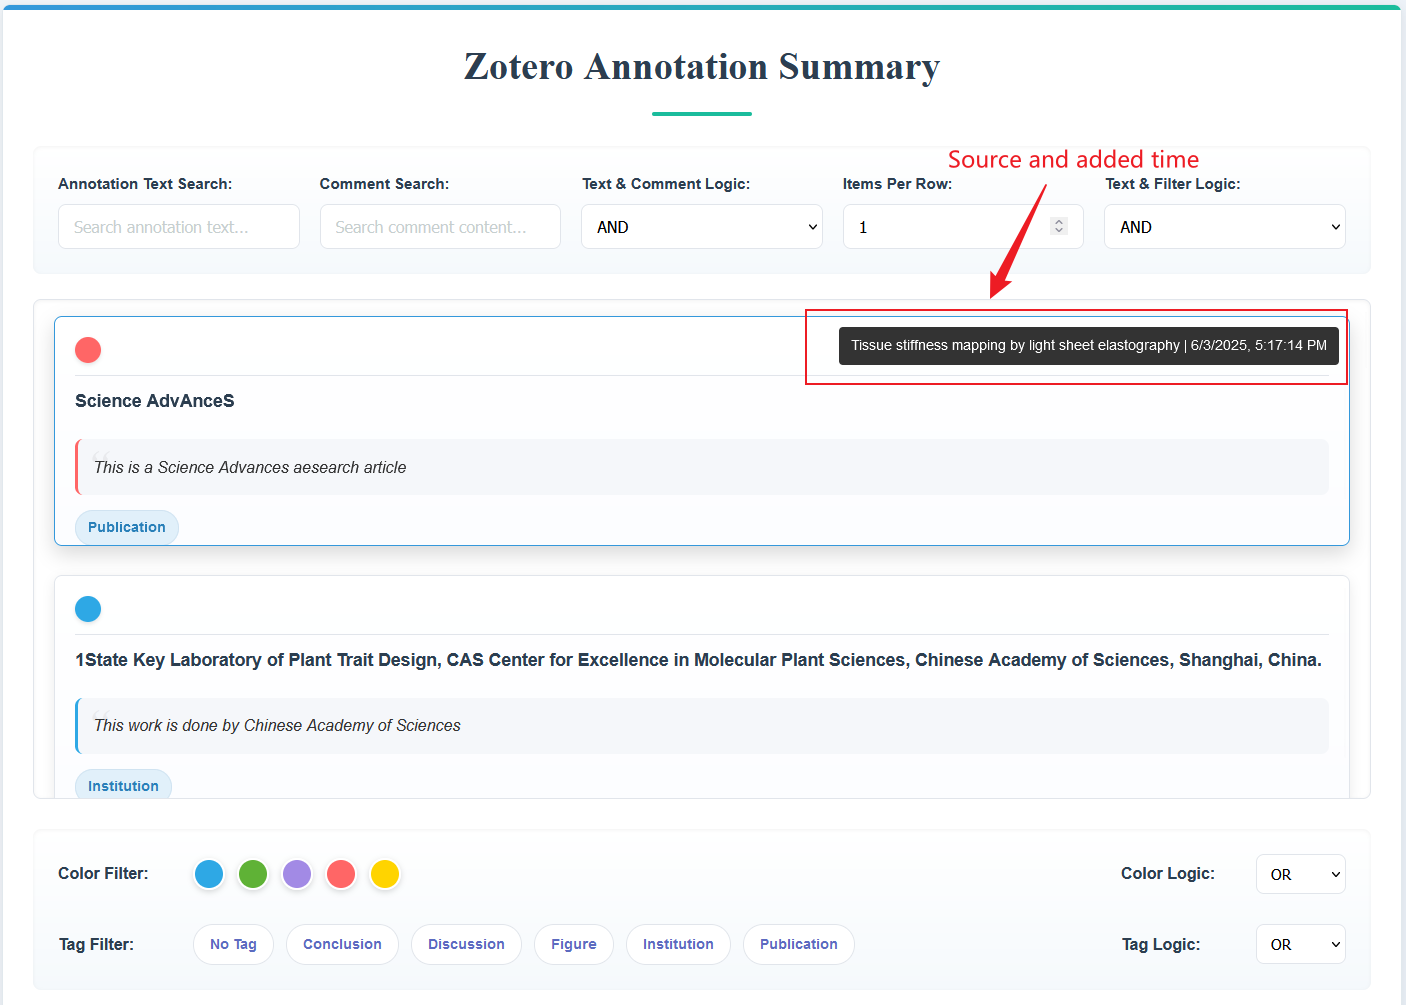 Zotero Annotation Summary
Source and added time
Annotation Text Search:
Comment Search:
Text & Comment Logic:
Items Per Row:
Text & Filter Logic:
Search annotation text...
Search comment content...
AND
1
AND
Tissue stiffness mapping by light sheet elastography | 6/3/2025, 5:17:14 PM
Science AdvAnceS
“
This is a Science Advances aesearch article
Publication
1State Key Laboratory of Plant Trait Design, CAS Center for Excellence in Molecular Plant Sciences, Chinese Academy of Sciences, Shanghai, China.
“
This work is done by Chinese Academy of Sciences
Institution
Color Filter:
Color Logic:
OR
Tag Filter:
No Tag
Conclusion
Discussion
Figure
Institution
Publication
Tag Logic:
OR